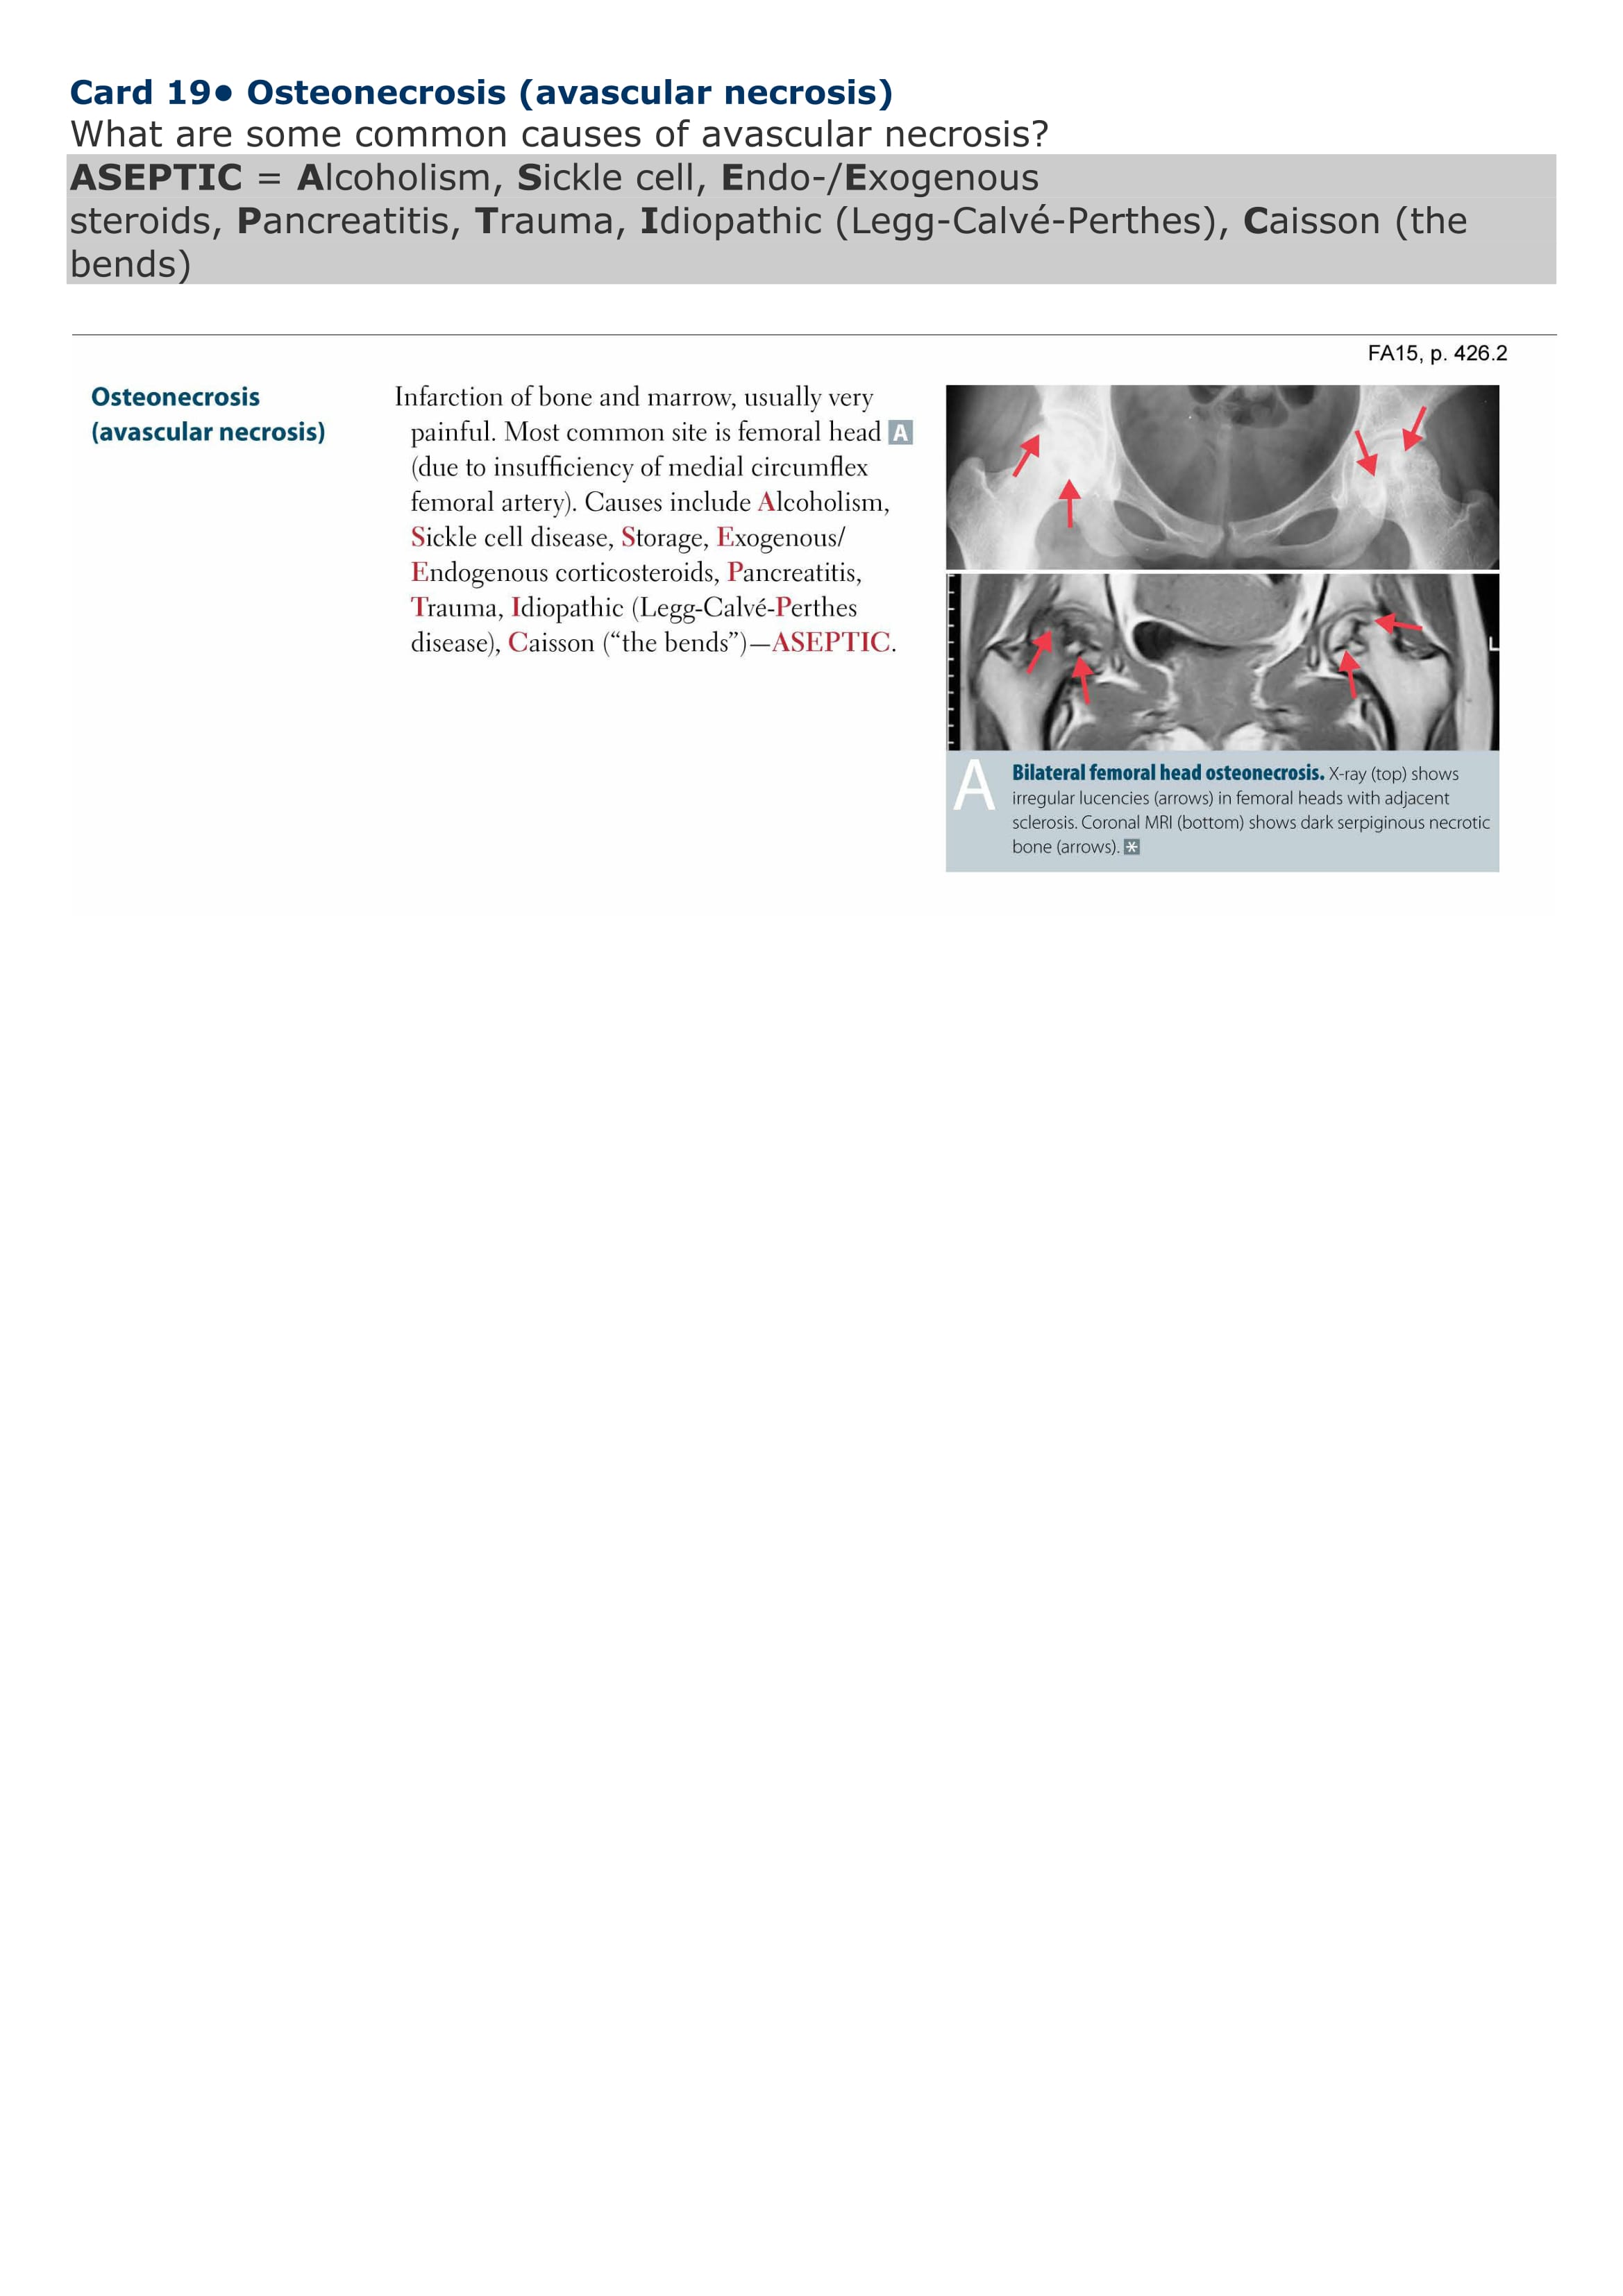 Card 19• Osteonecrosis (avascular necrosis)
What are some common causes of avascular necrosis?
ASEPTIC = Alcoholism, Sickle cell, Endo-/Exogenous
steroids, Pancreatitis, Trauma, Idiopathic (Legg-Calvé-Perthes), Caisson (the
bends)
FA15, p. 426.2
Osteonecrosis
(avascular necrosis)
Infarction of bone and marrow, usually very
painful. Most common site is femoral head A
(due to insufficiency of medial circumflex
femoral artery). Causes include Alcoholism,
Sickle cell disease, Storage, Exogenous/
Endogenous corticosteroids, Pancreatitis,
Trauma, Idiopathic (Legg-Calvé-Perthes
disease), Caisson (“the bends”)—ASEPTIC.
L
A
Bilateral femoral head osteonecrosis. X-ray (top) shows
irregular lucencies (arrows) in femoral heads with adjacent
sclerosis. Coronal MRI (bottom) shows dark serpiginous necrotic
bone (arrows). *